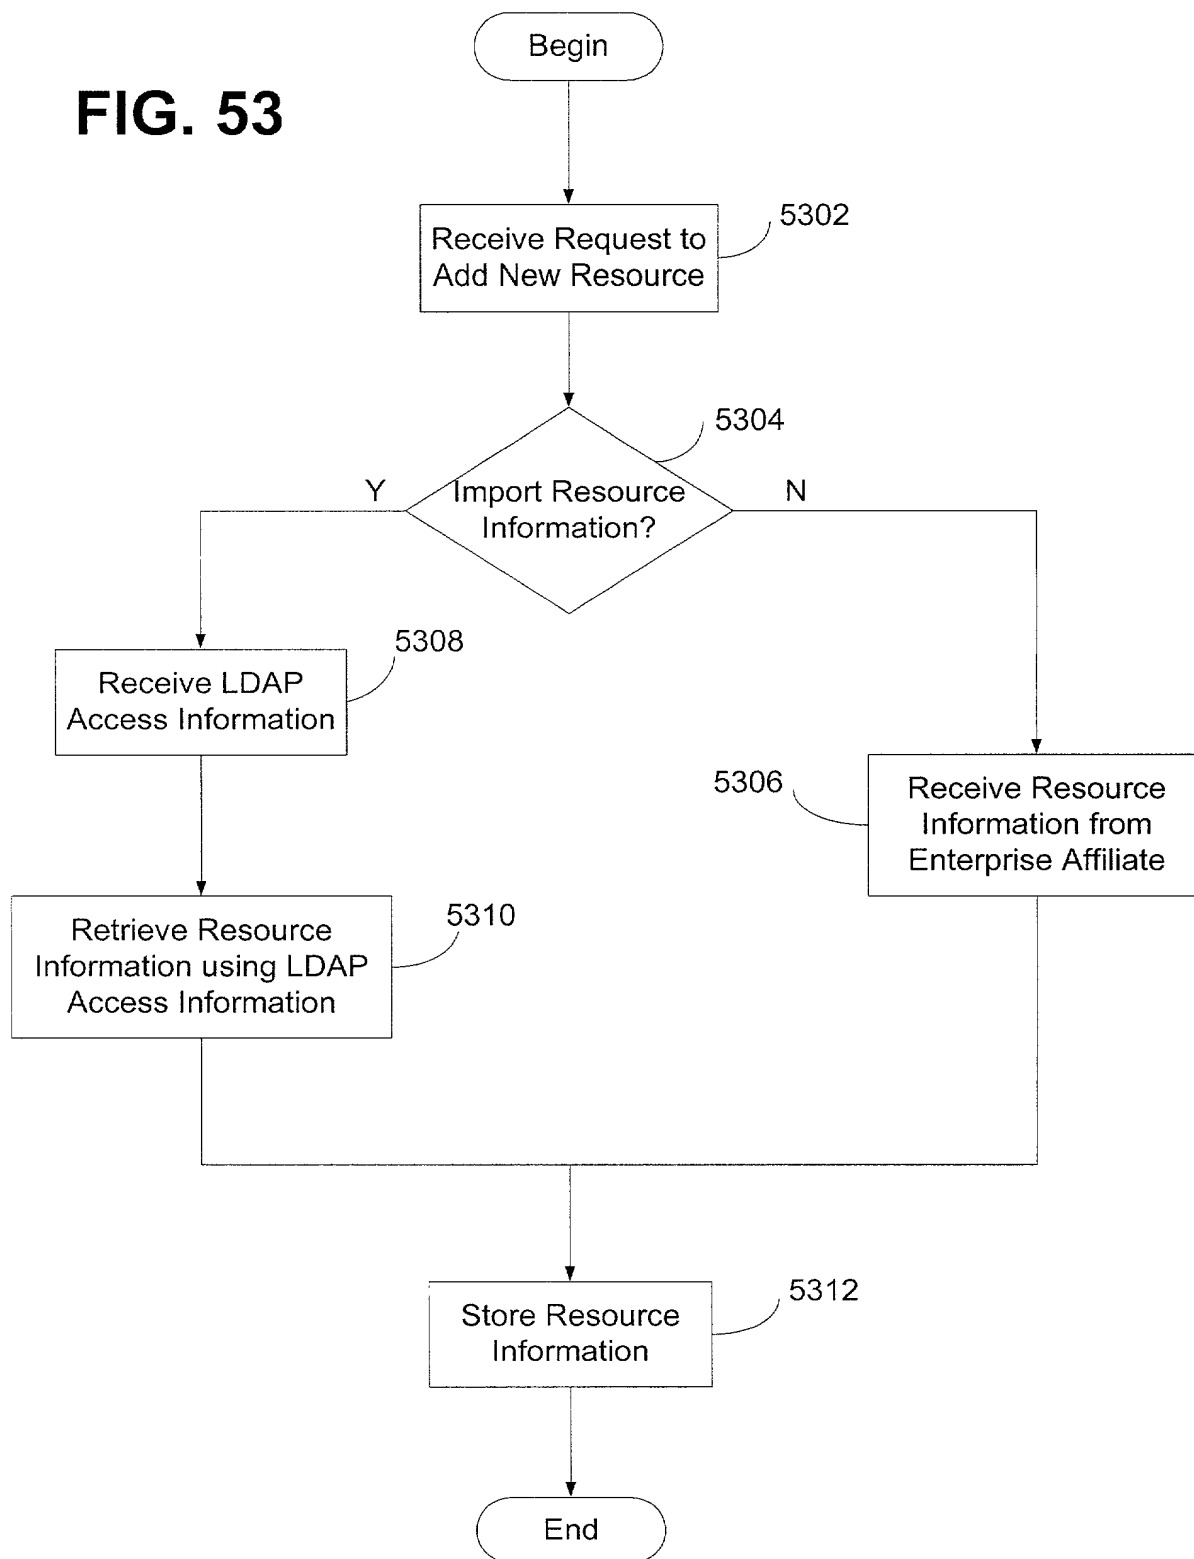 Begin
FIG. 53
5302
Receive Request to
Add New Resource
5304
Y
Import Resource
Information?
N
5308
Receive LDAP
Access Information
5306
Receive Resource
Information from
Enterprise Affiliate
5310
Retrieve Resource
Information using LDAP
Access Information
5312
Store Resource
Information
End